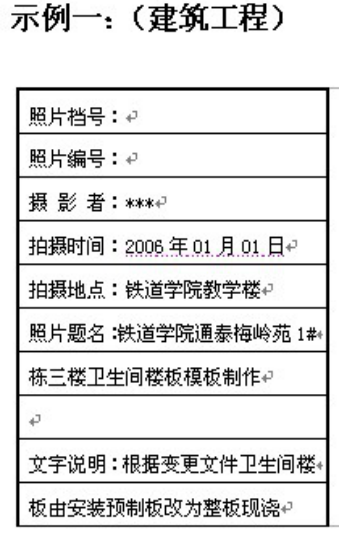 示例一：（建筑工程）
照片档号：
照片编号：
摄 影 者：***
拍摄时间：2006 年 01 月 01 日
拍摄地点：铁道学院教学楼
照片题名：铁道学院通泰梅岭苑 1#
栋三楼卫生间楼板模板制作
文字说明：根据变更文件卫生间楼
板由安装预制板改为整板现浇